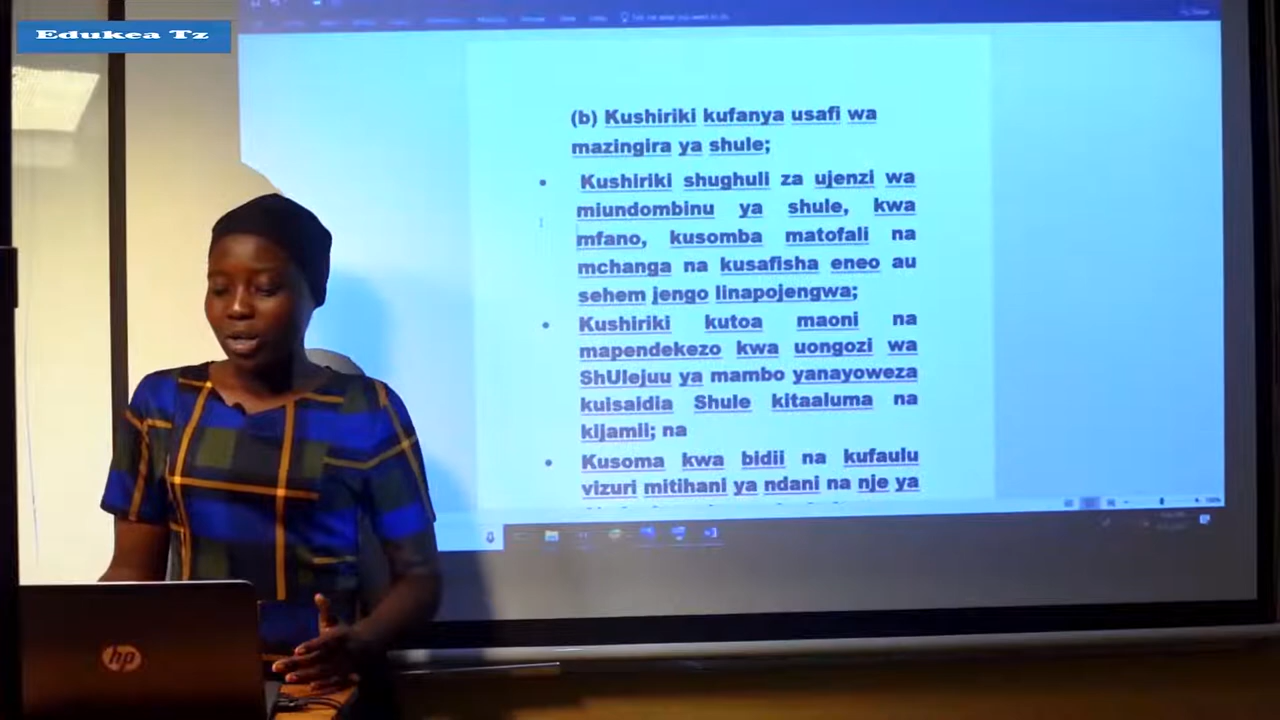 Edukea Tz
(b) Kushiriki kufanya usafi wa
mazingira ya shule;
• Kushiriki shughuli za ujenzi wa
miundombinu ya shule, kwa
mfano, kusomba matofali na
mchanga na kusafisha eneo au
sehem jengo linapojengwa;
• Kushiriki kutoa maoni na
mapendekezo kwa uongozi wa
ShUlejuu ya mambo yanayoweza
kuisaidia Shule kitaaluma na
kijamii; na
• Kusoma kwa bidii na kufaulu
vizuri mitihani ya ndani na nje ya
hp